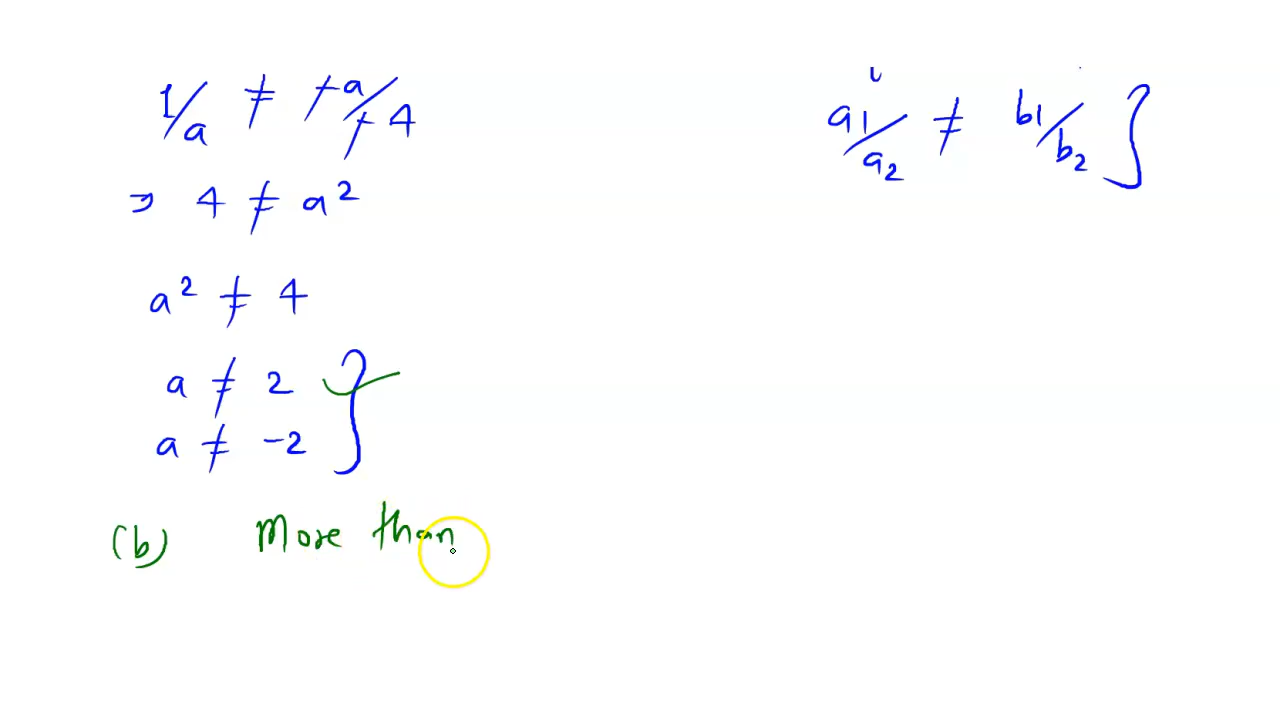 1/a ≠ -a/-4
a1/a2 ≠ b1/b2 }
⇒ 4 ≠ a²
a² ≠ 4
a ≠ 2
a ≠ -2 }
(b) More than